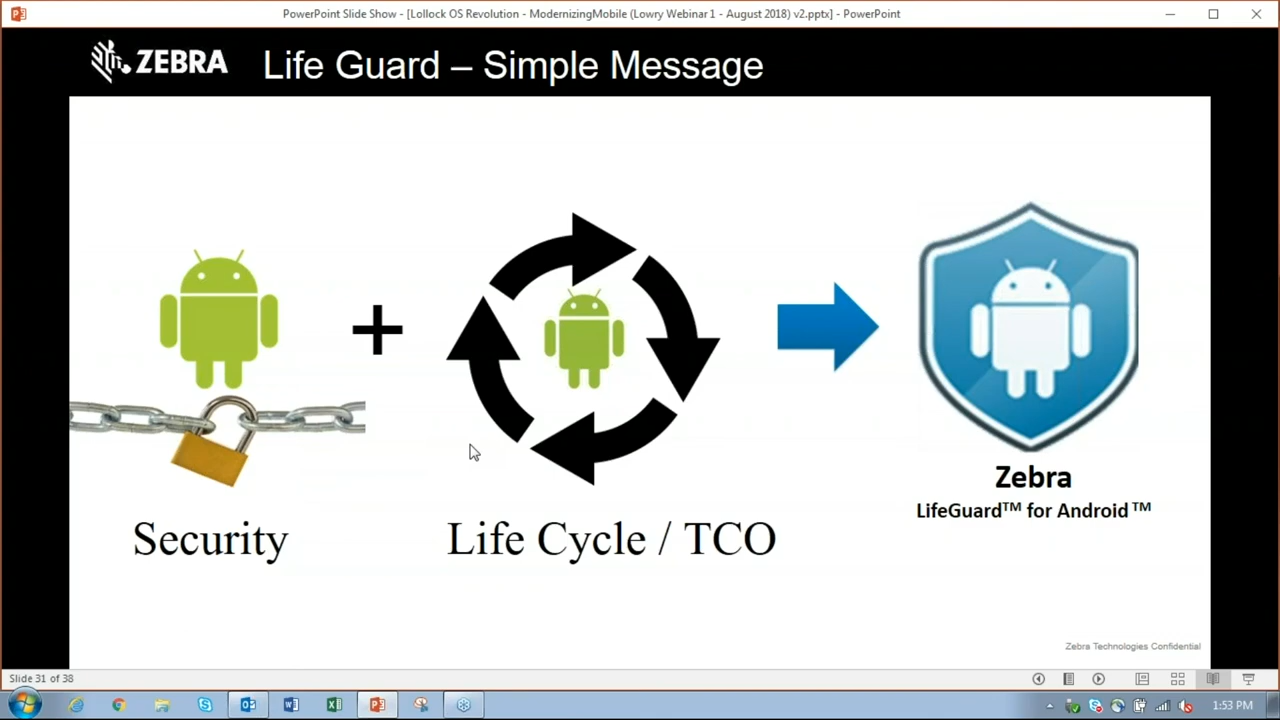 PowerPoint Slide Show - [Lollock OS Revolution - ModernizingMobile (Lowry Webinar 1 - August 2018) v2.pptx] - PowerPoint
ZEBRA
Life Guard – Simple Message
Security
+
Life Cycle / TCO
Zebra
LifeGuard™ for Android™
Zebra Technologies Confidential
Slide 31 of 38
1:53 PM